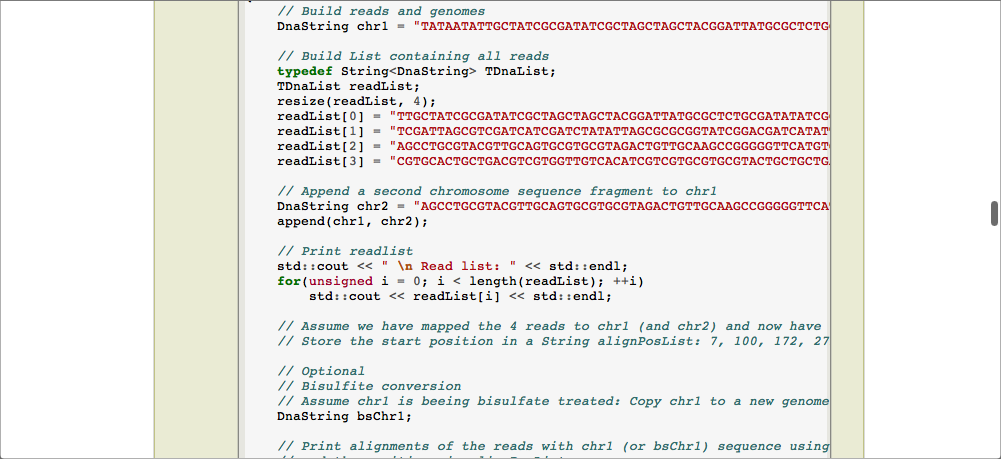 // Build reads and genomes
DnaString chr1 = "TATAATATTGCTATCGCGATATCGCTAGCTAGCTACGGATTATGCGCTCTG
// Build List containing all reads
typedef String<DnaString> TDnaList;
TDnaList readList;
resize(readList, 4);
readList[0] = "TTGCTATCGCGATATCGCTAGCTAGCTACGGATTATGCGCTCTGCGATATATCG
readList[1] = "TCGATTAGCGTCGATCATCGATCTATATTAGCGCGCGGTATCGGACGATCATAT
readList[2] = "AGCCTGCGTACGTTGCAGTGCGTGCGTAGACTGTTGCAAGCCGGGGGTTCATGT
readList[3] = "CGTGCACTGCTGACGTCGTGGTTGTCACATCGTCGTGCGTGCGTACTGCTGCTG
// Append a second chromosome sequence fragment to chr1
DnaString chr2 = "AGCCTGCGTACGTTGCAGTGCGTGCGTAGACTGTTGCAAGCCGGGGGTTCA
append(chr1, chr2);
// Print readlist
std::cout << " \n Read list: " << std::endl;
for(unsigned i = 0; i < length(readList); ++i)
std::cout << readList[i] << std::endl;
// Assume we have mapped the 4 reads to chr1 (and chr2) and now have
// Store the start position in a String alignPosList: 7, 100, 172, 27
// Optional
// Bisulfite conversion
// Assume chr1 is beeing bisulfate treated: Copy chr1 to a new genome
DnaString bsChr1;
// Print alignments of the reads with chr1 (or bsChr1) sequence using